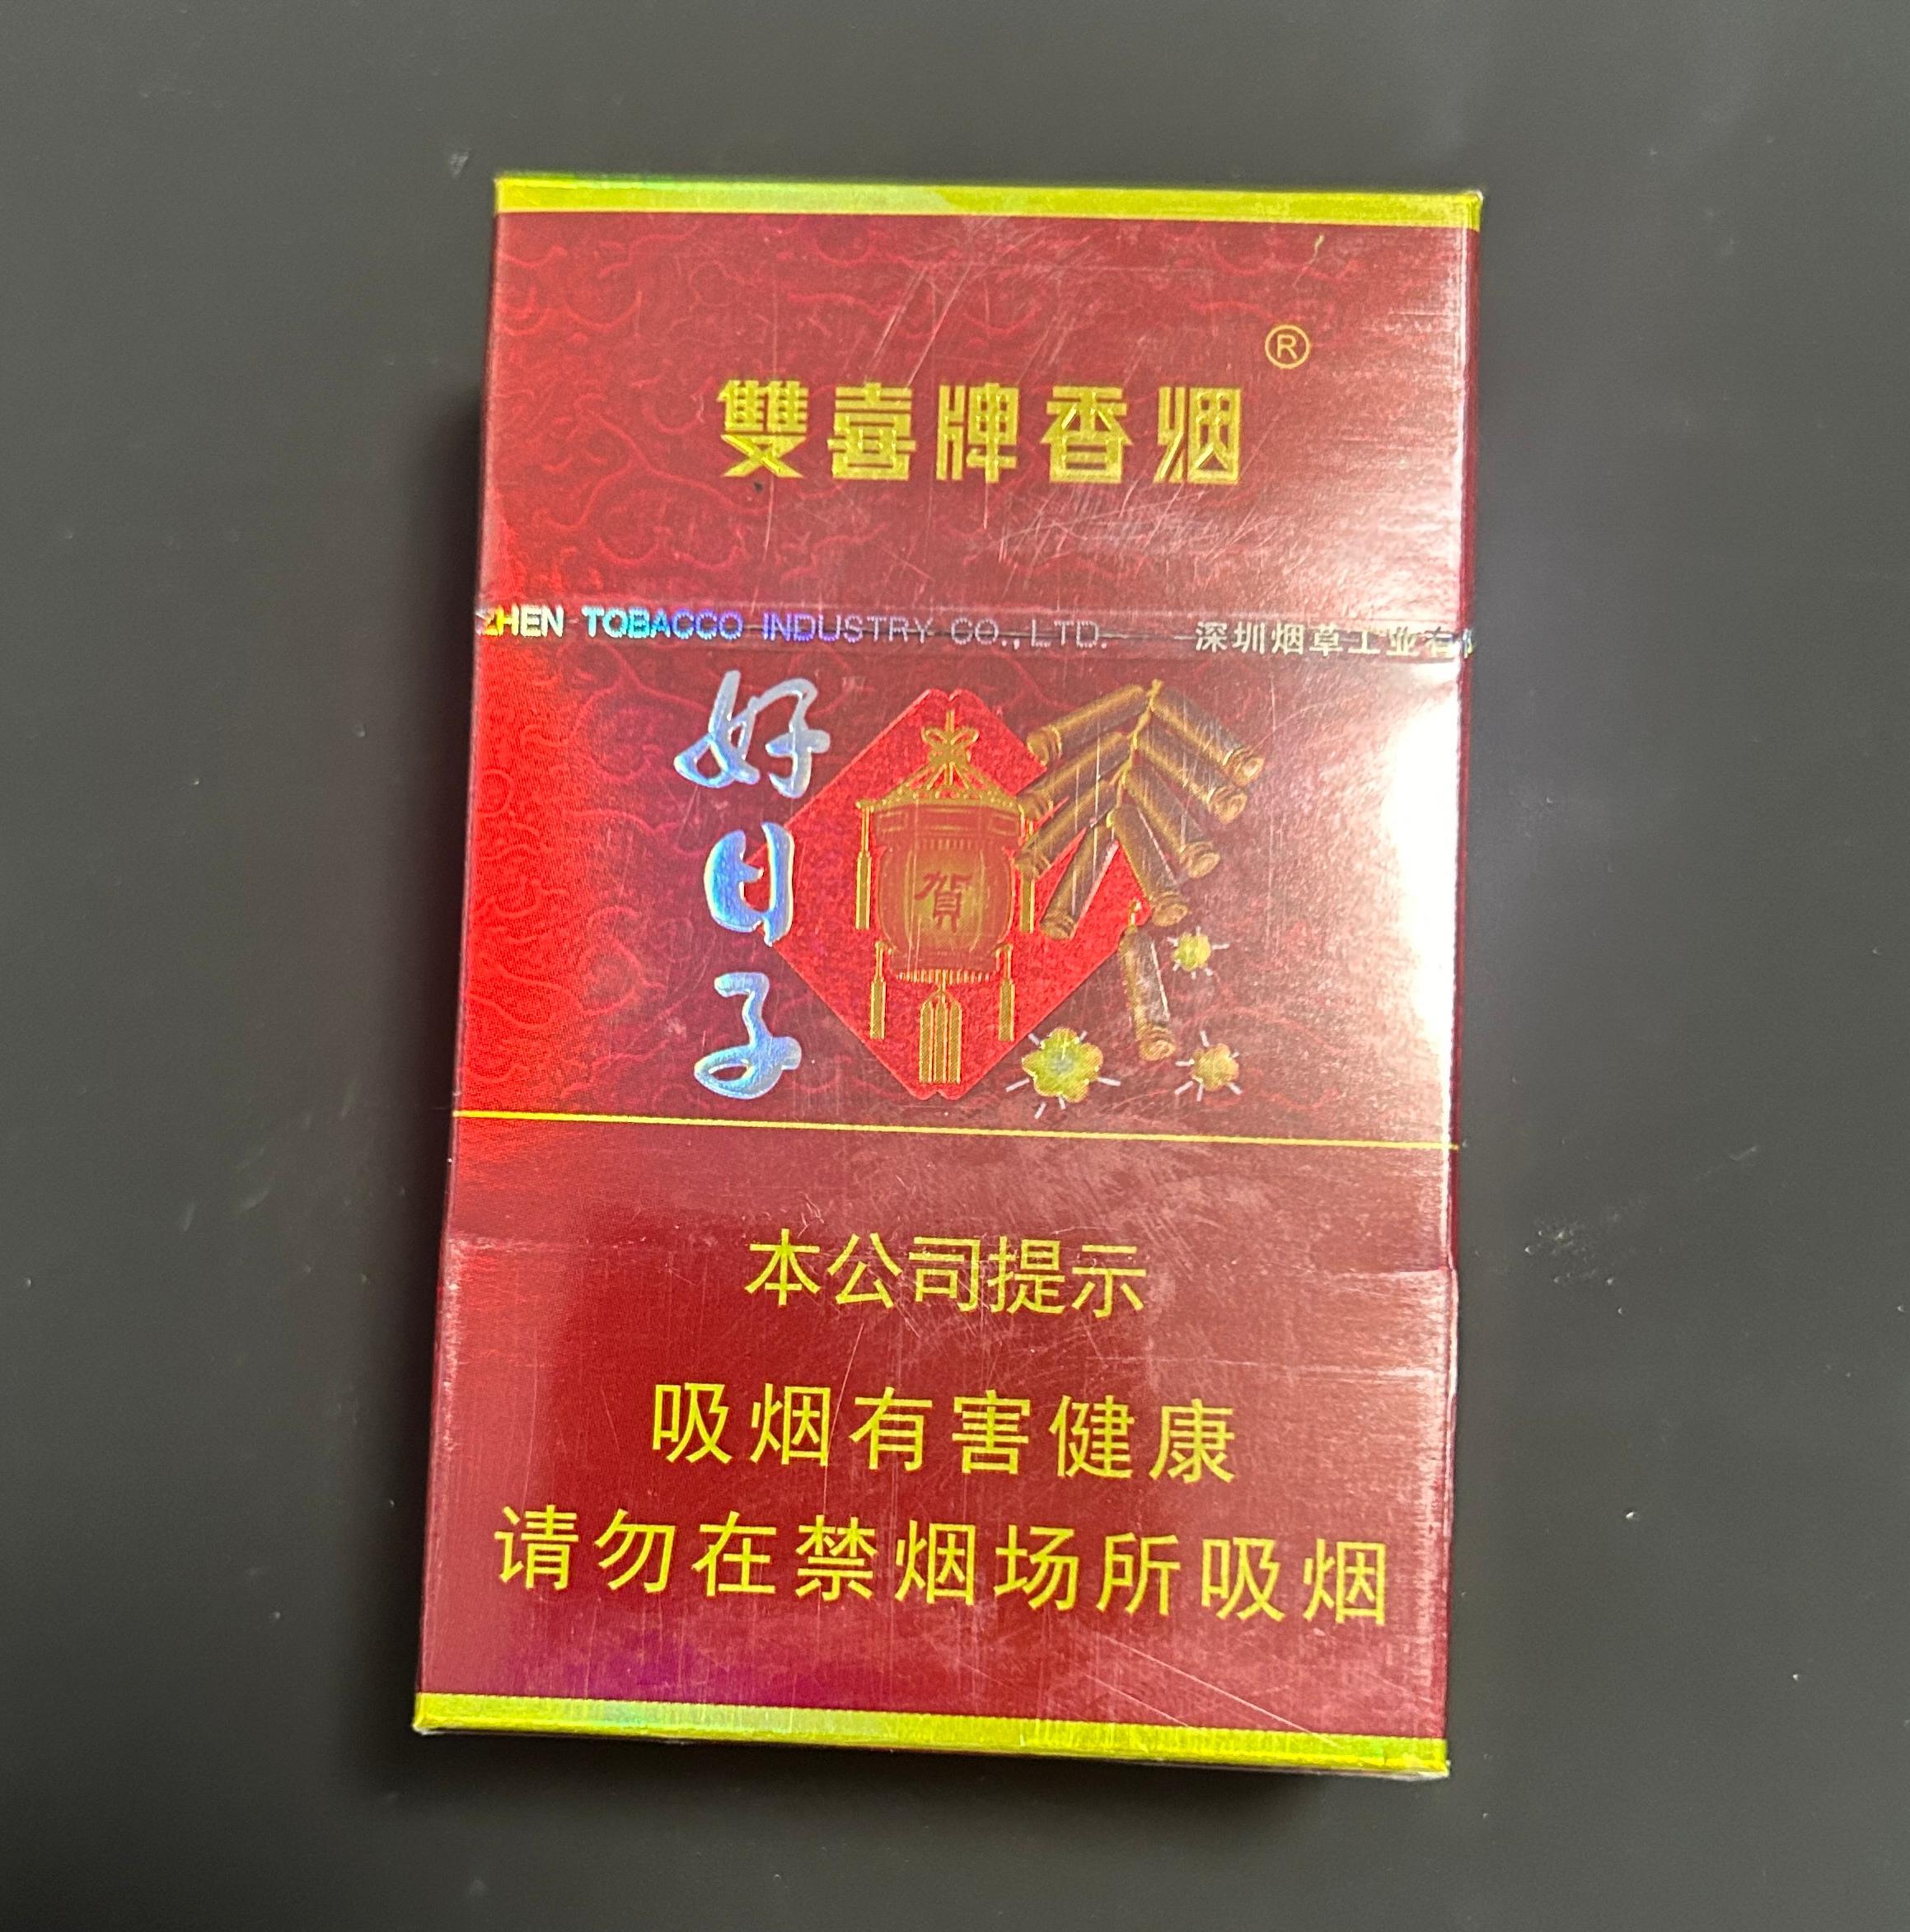 ®
雙喜牌香烟
ZHEN TOBACCO INDUSTRY CO., LTD. 深圳烟草工业有
好日子
賀
本公司提示
吸烟有害健康
请勿在禁烟场所吸烟